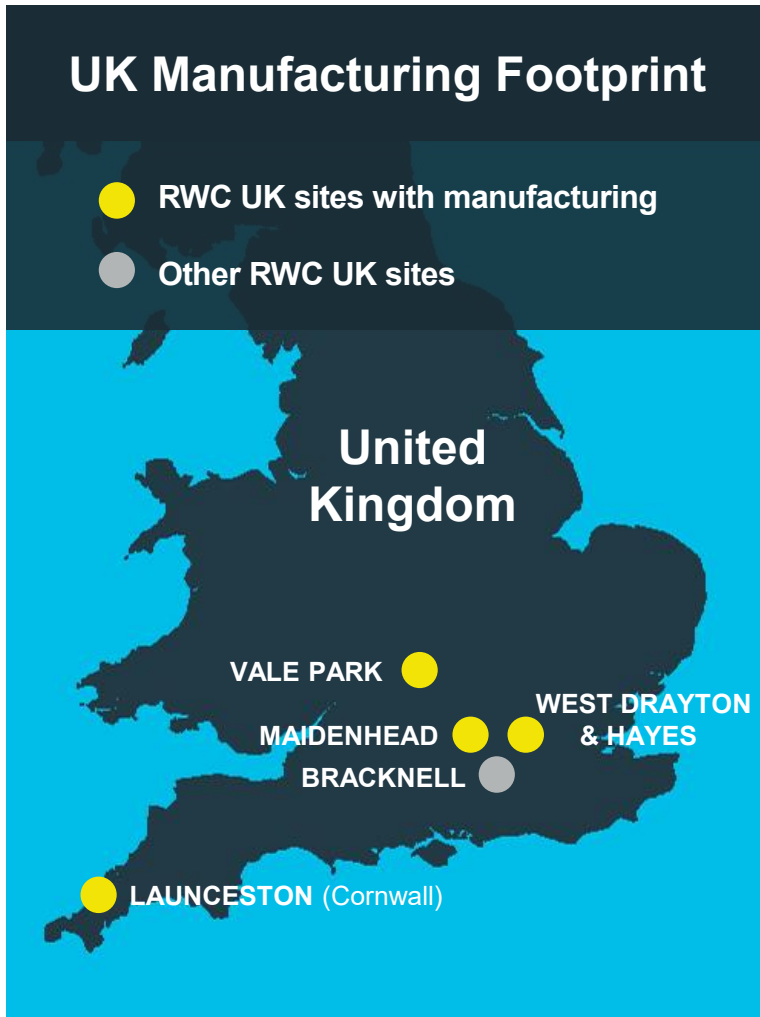 UK Manufacturing Footprint
RWC UK sites with manufacturing
Other RWC UK sites
United
Kingdom
VALE PARK
WEST DRAYTON
& HAYES
MAIDENHEAD
BRACKNELL
LAUNCESTON (Cornwall)